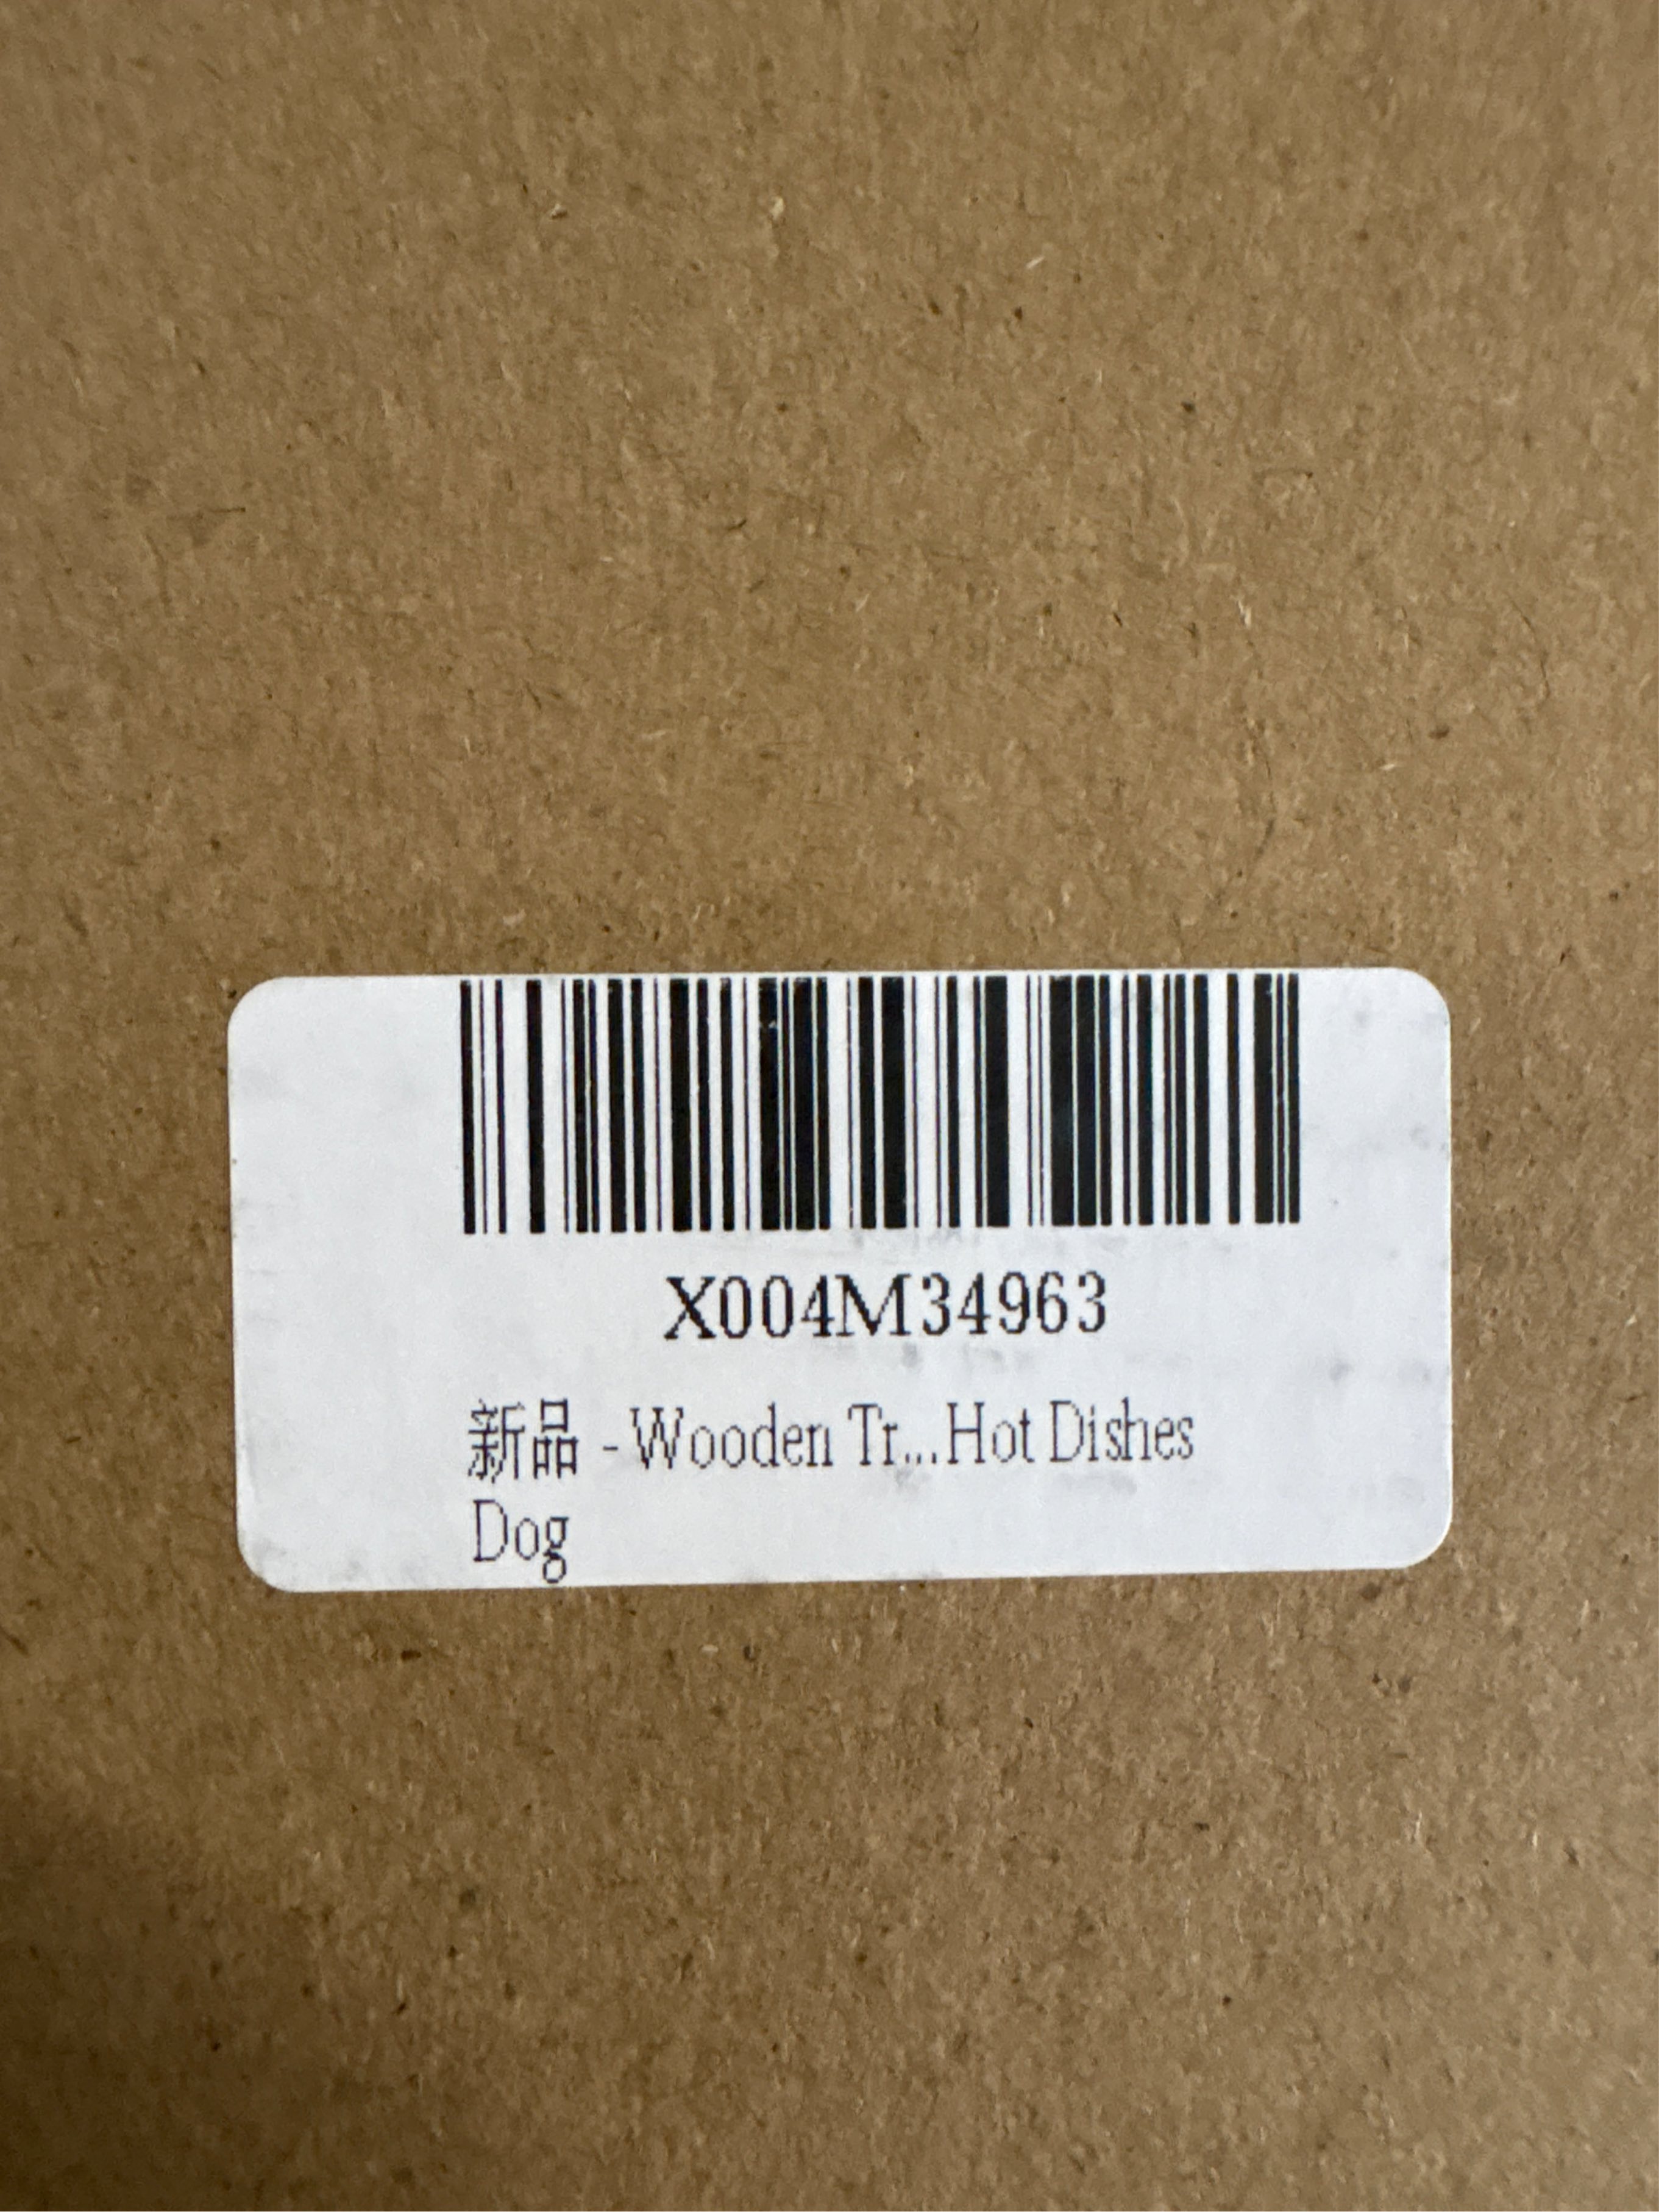 X004M34963
新品 - Wooden Tr...Hot Dishes
Dog